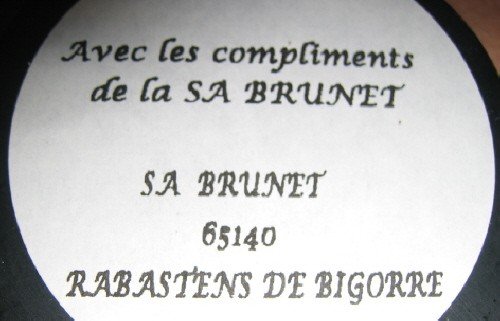 Avec les compliments
de la SA BRUNET
SA BRUNET
65140
RABASTENS DE BIGORRE